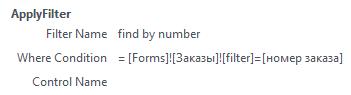 ApplyFilter
Filter Name find by number
Where Condition = [Forms]![Заказы]![filter]=[номер заказа]
Control Name